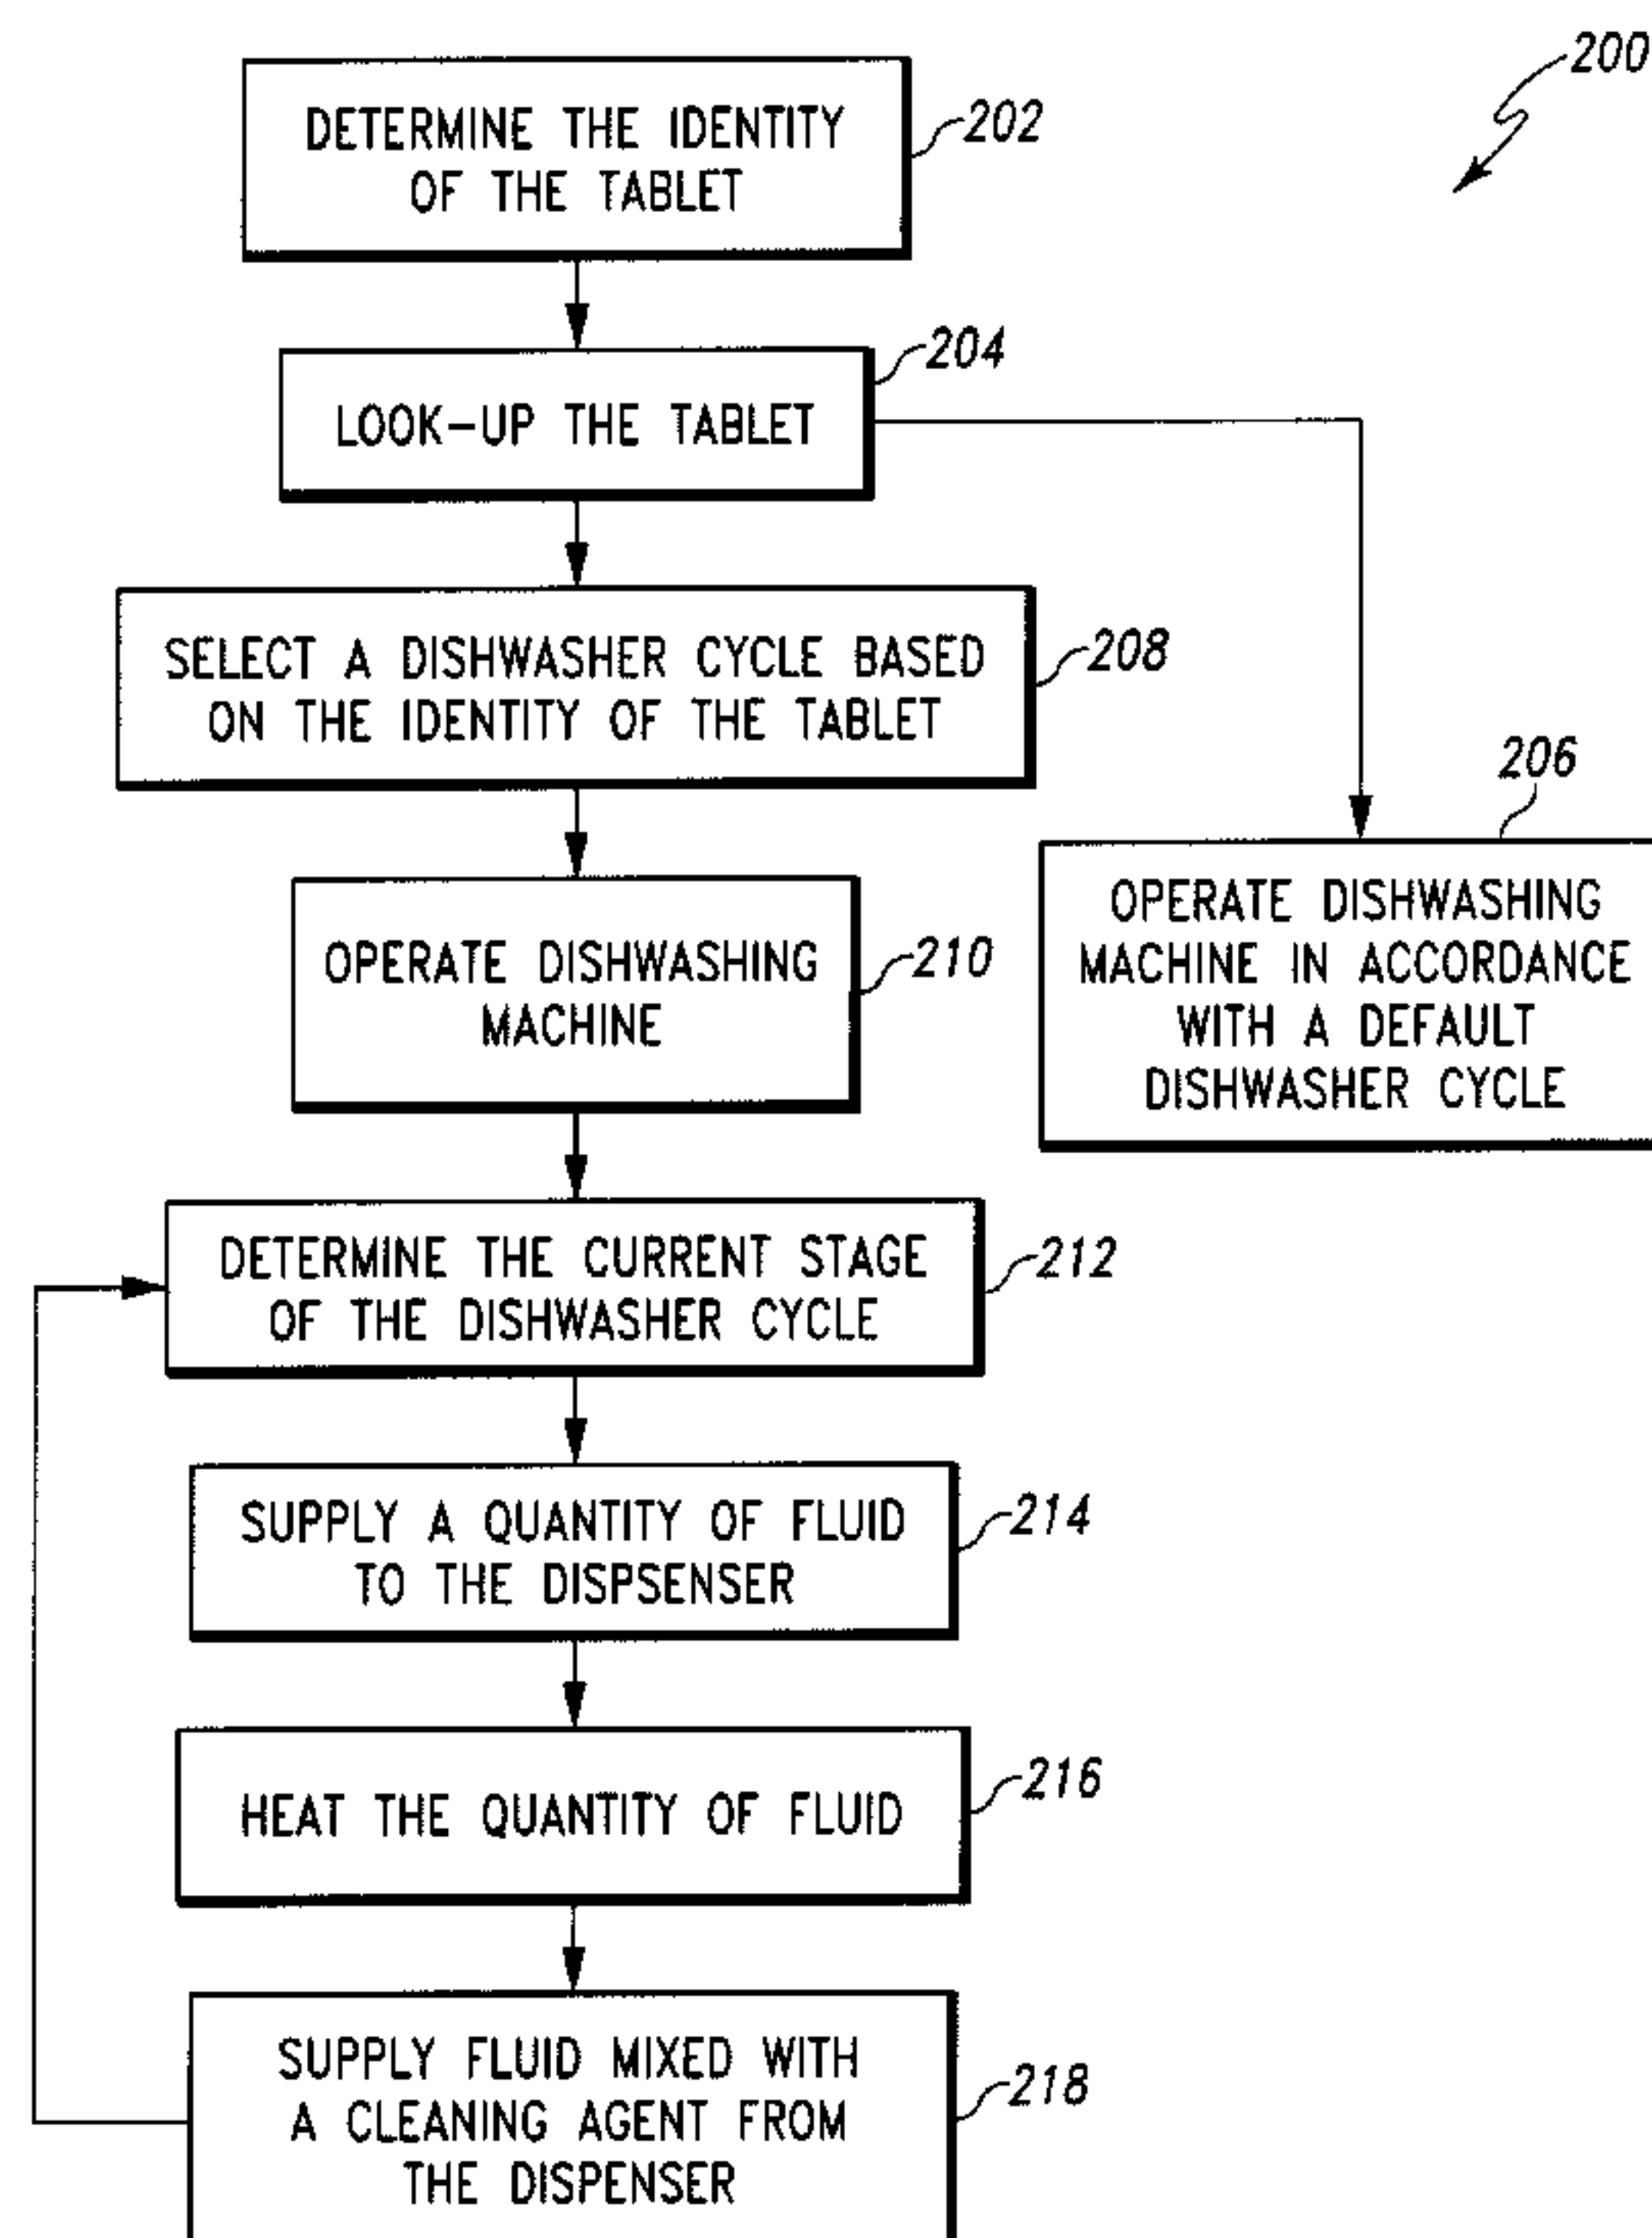 200
DETERMINE THE IDENTITY
OF THE TABLET
202
LOOK-UP THE TABLET
204
SELECT A DISHWASHER CYCLE BASED
ON THE IDENTITY OF THE TABLET
208
206
OPERATE DISHWASHING
MACHINE IN ACCORDANCE
WITH A DEFAULT
DISHWASHER CYCLE
OPERATE DISHWASHING
MACHINE
210
DETERMINE THE CURRENT STAGE
OF THE DISHWASHER CYCLE
212
SUPPLY A QUANTITY OF FLUID
TO THE DISPSENSER
214
HEAT THE QUANTITY OF FLUID
216
SUPPLY FLUID MIXED WITH
A CLEANING AGENT FROM
THE DISPENSER
218